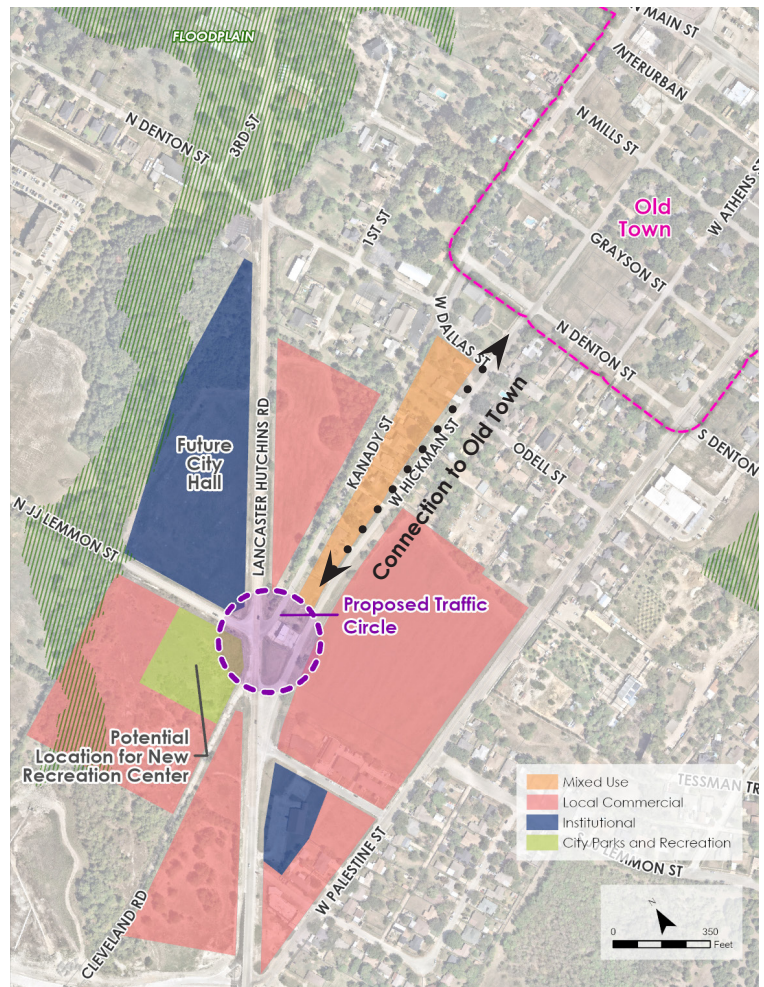 FLOODPLAIN
N MAIN ST
INTERURBAN
N MILLS ST
W ATHENS ST
N DENTON ST
3RD ST
Old
Town
1ST ST
GRAYSON ST
N DENTON ST
W DALLAS ST
S DENTON
LANCASTER HUTCHINS RD
KANADY ST
W HICKMAN ST
Connection to Old Town
ODELL ST
Future
City
Hall
N JJ LEMMON ST
Proposed Traffic
Circle
Potential
Location for New
Recreation Center
Mixed Use
Local Commercial
Institutional
City Parks and Recreation
TESSMAN TR
LEMMON ST
W PALESTINE ST
CLEVELAND RD
N
0 350
Feet